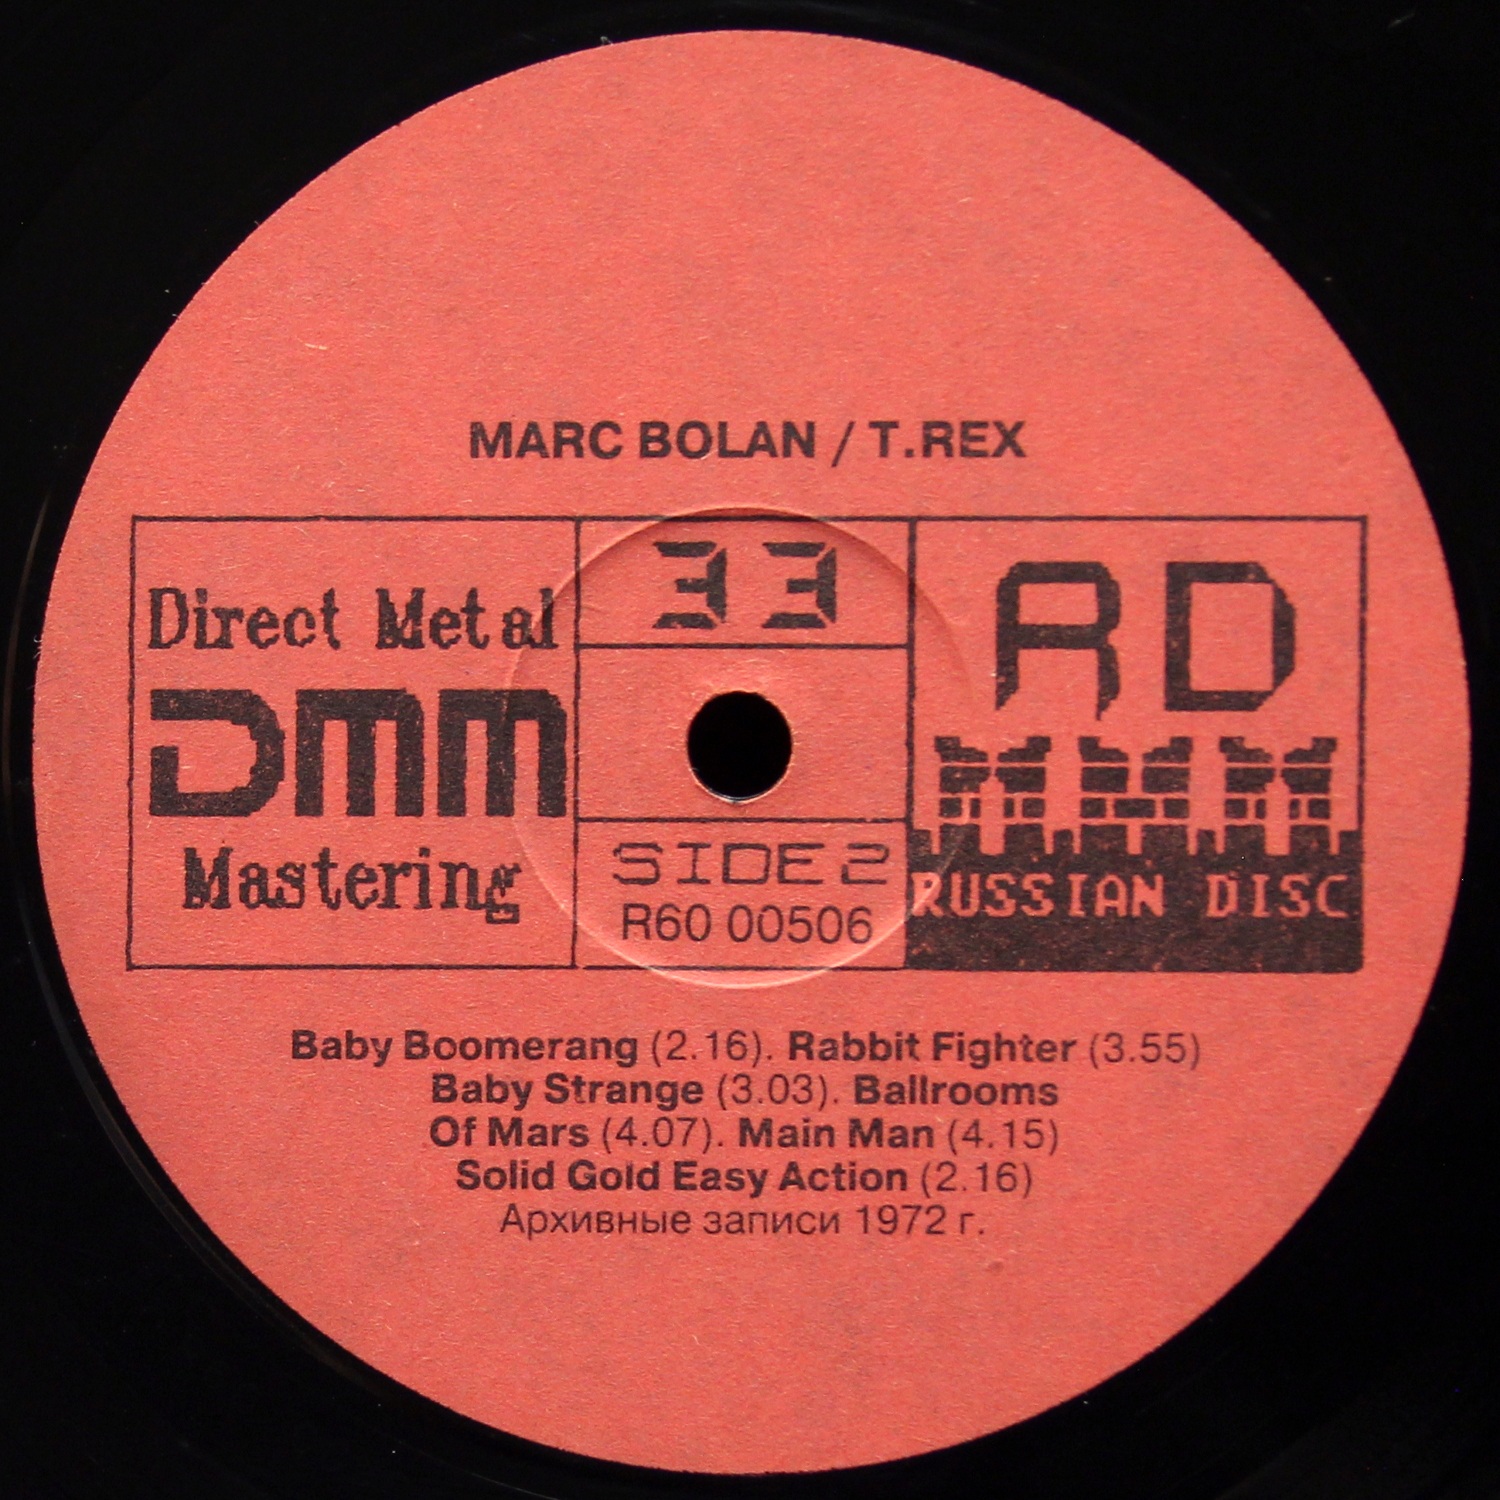 MARC BOLAN / T.REX
Direct Metal
DMM
Mastering
33
SIDE 2
R60 00506
RD
RUSSIAN DISC
Baby Boomerang (2.16). Rabbit Fighter (3.55)
Baby Strange (3.03). Ballrooms
Of Mars (4.07). Main Man (4.15)
Solid Gold Easy Action (2.16)
Архивные записи 1972 г.